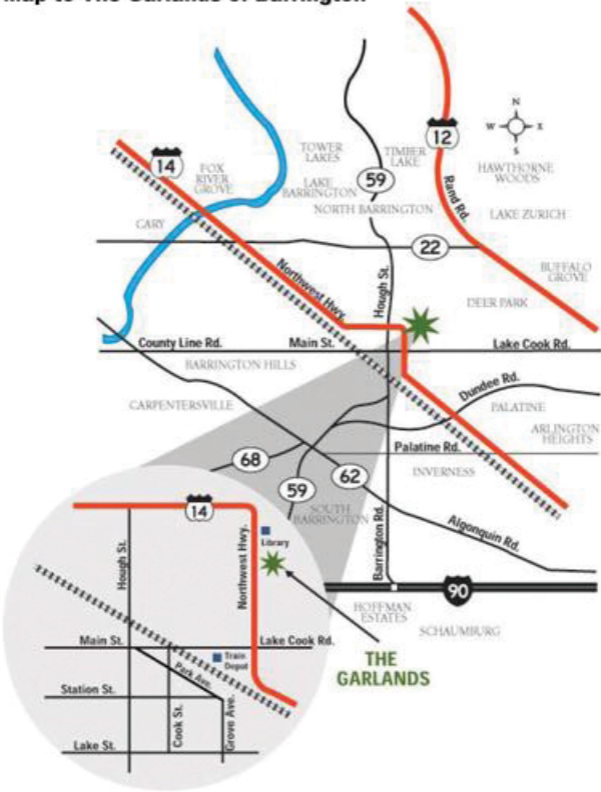 Map to The Garlands of Barrington
12
N
W
E
S
14
FOX
RIVER
GROVE
TOWER
LAKES
TIMBER
LAKE
HAWTHORNE
WOODS
LAKE
BARRINGTON
59
NORTH BARRINGTON
Rand Rd.
LAKE ZURICH
CARY
22
Northwest Hwy.
Hough St.
BUFFALO
GROVE
DEER PARK
County Line Rd.
Main St.
Lake Cook Rd.
BARRINGTON HILLS
Dundee Rd.
CARPENTERSVILLE
PALATINE
ARLINGTON
HEIGHTS
Palatine Rd.
68
62
INVERNESS
59
SOUTH
BARRINGTON
Barrington Rd.
Algonquin Rd.
90
HOFFMAN
ESTATES
SCHAUMBURG
14
Hough St.
Northwest Hwy.
Library
Main St.
Lake Cook Rd.
Train
Depot
Park Ave.
THE
GARLANDS
Station St.
Cook St.
Grove Ave.
Lake St.